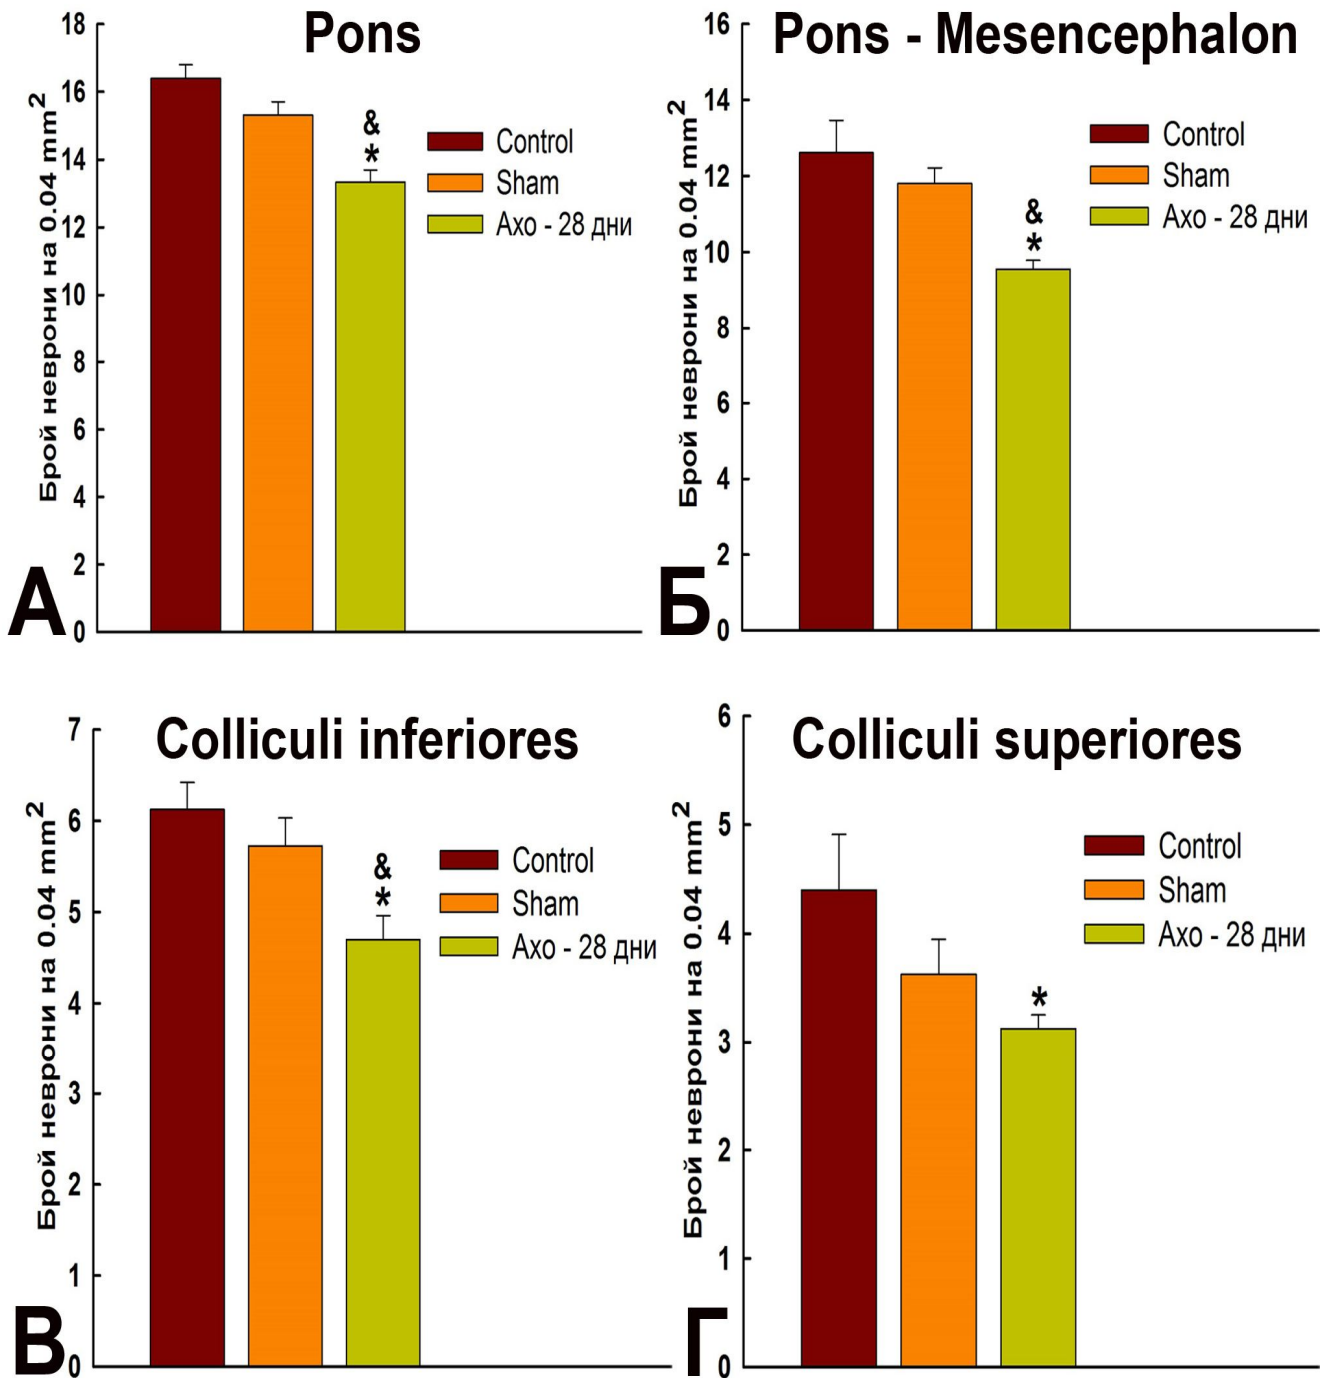 Pons
Брой неврони на 0.04 mm²
18
16
14
12
10
8
6
4
2
0
&
*
Control
Sham
Axo - 28 дни
А
Pons - Mesencephalon
Брой неврони на 0.04 mm²
16
14
12
10
8
6
4
2
0
&
*
Control
Sham
Axo - 28 дни
Б
Colliculi inferiores
Брой неврони на 0.04 mm²
7
6
5
4
3
2
1
0
&
*
Control
Sham
Axo - 28 дни
В
Colliculi superiores
Брой неврони на 0.04 mm²
6
5
4
3
2
1
0
*
Control
Sham
Axo - 28 дни
Г